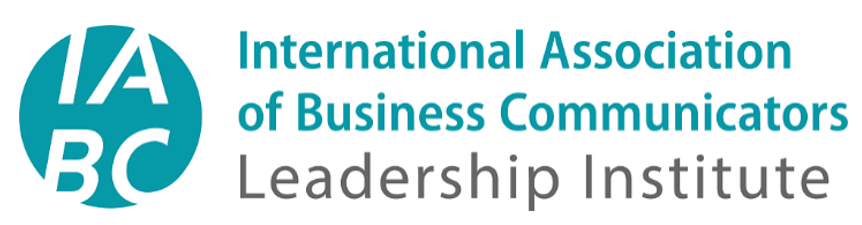 IA
BC
International Association
of Business Communicators
Leadership Institute